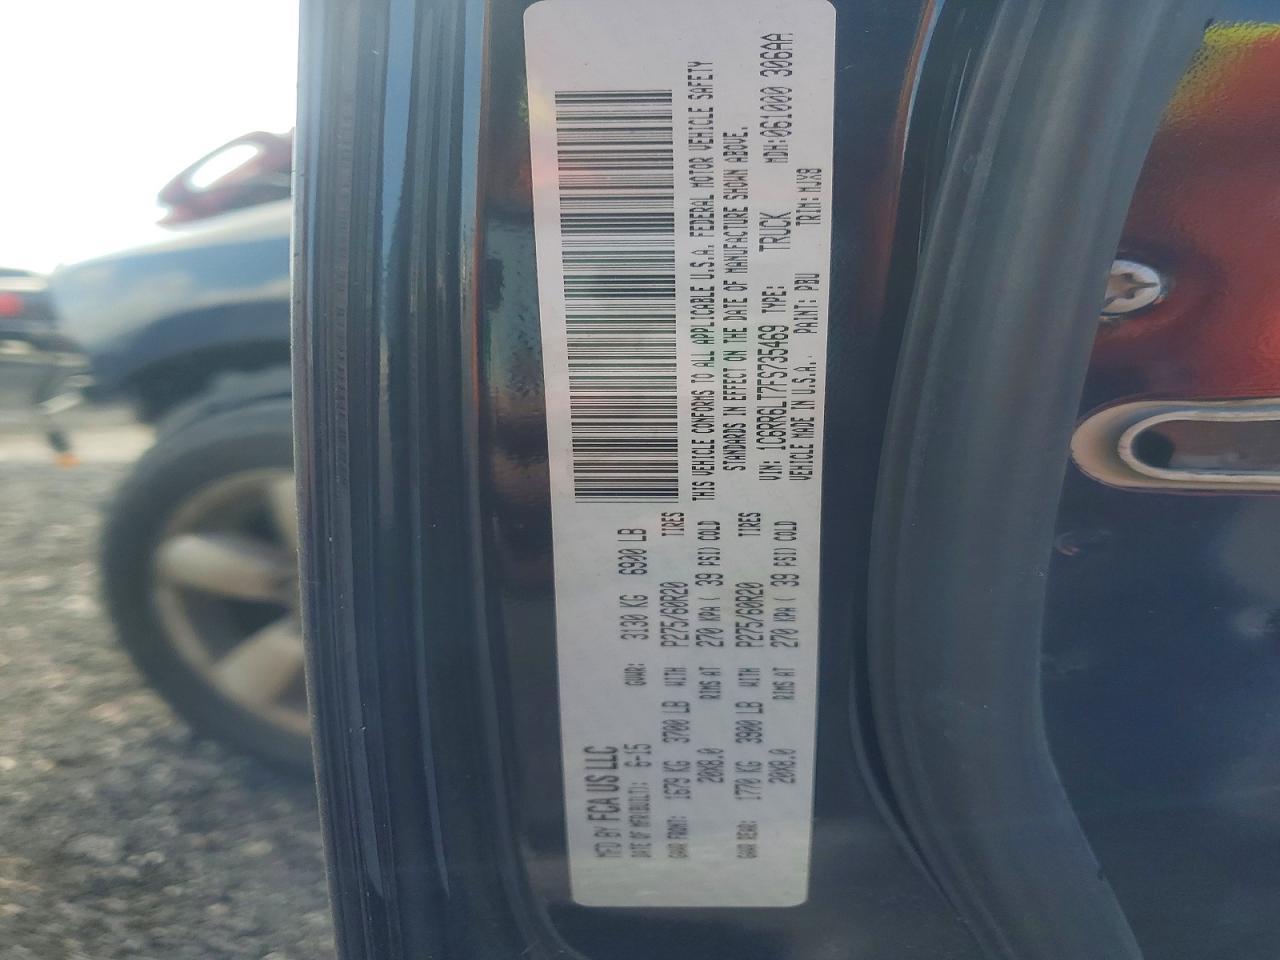 MFD BY FCA US LLC
DATE OF MFR(BUILT): 6-15 GVWR: 3130 KG 6900 LB
GAWR FRONT: 1679 KG 3700 LB WITH P275/60R20 TIRES
20X8.0 RIMS AT 270 KPA ( 39 PSI) COLD
GAWR REAR: 1770 KG 3900 LB WITH P275/60R20 TIRES
20X8.0 RIMS AT 270 KPA ( 39 PSI) COLD
THIS VEHICLE CONFORMS TO ALL APPLICABLE U.S.A. FEDERAL MOTOR VEHICLE SAFETY
STANDARDS IN EFFECT ON THE DATE OF MANUFACTURE SHOWN ABOVE.
VIN: 1C6RR6LT7FS735469 TYPE: TRUCK MDH:061000 306AA
VEHICLE MADE IN U.S.A. PAINT: PBU TRIM: MJX8